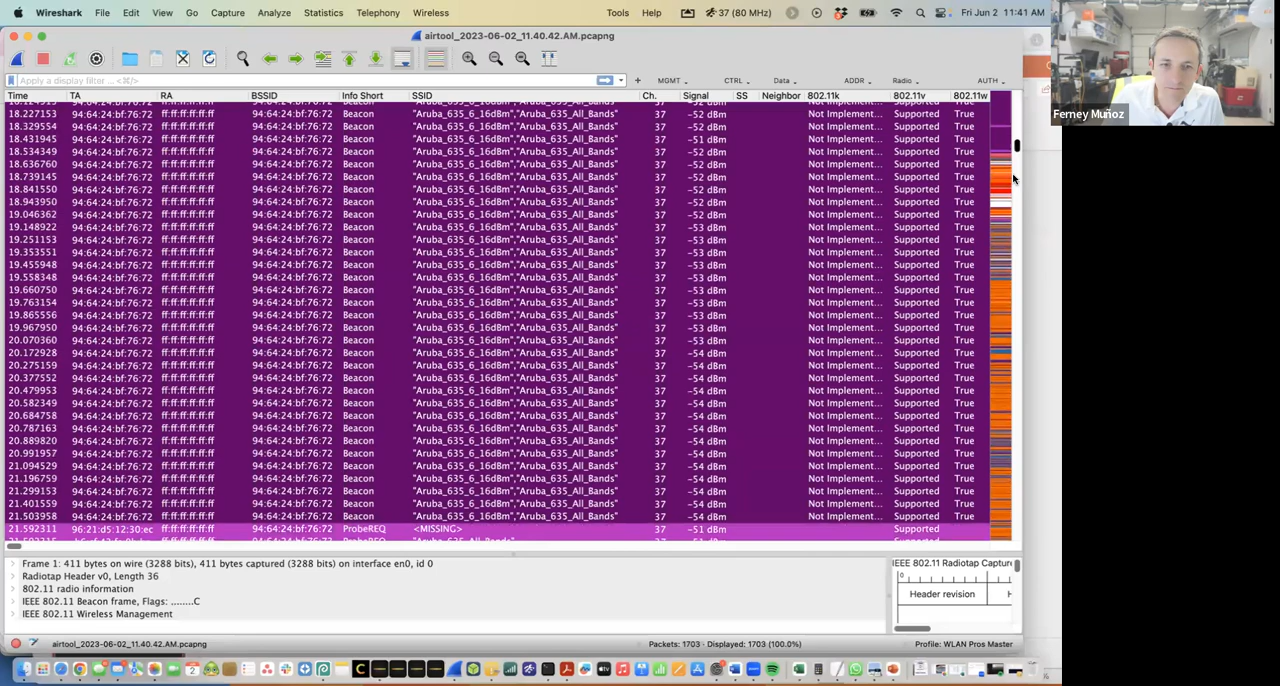 Wireshark File Edit View Go Capture Analyze Statistics Telephony Wireless Tools Help 37 (80 MHz) Fri Jun 2 11:41 AM
airtool_2023-06-02_11.40.42.AM.pcapng
Apply a display filter ... <⌘/> + MGMT CTRL Data ADDR Radio AUTH
Time TA RA BSSID Info Short SSID Ch. Signal SS Neighbor 802.11k 802.11v 802.11w
18.227153 94:64:24:bf:76:72 ff:ff:ff:ff:ff:ff 94:64:24:bf:76:72 Beacon "Aruba_635_6_16dBm","Aruba_635_All_Bands" 37 -52 dBm Not Implement... Supported True
18.329554 94:64:24:bf:76:72 ff:ff:ff:ff:ff:ff 94:64:24:bf:76:72 Beacon "Aruba_635_6_16dBm","Aruba_635_All_Bands" 37 -52 dBm Not Implement... Supported True
18.431945 94:64:24:bf:76:72 ff:ff:ff:ff:ff:ff 94:64:24:bf:76:72 Beacon "Aruba_635_6_16dBm","Aruba_635_All_Bands" 37 -51 dBm Not Implement... Supported True
18.534349 94:64:24:bf:76:72 ff:ff:ff:ff:ff:ff 94:64:24:bf:76:72 Beacon "Aruba_635_6_16dBm","Aruba_635_All_Bands" 37 -52 dBm Not Implement... Supported True
18.636760 94:64:24:bf:76:72 ff:ff:ff:ff:ff:ff 94:64:24:bf:76:72 Beacon "Aruba_635_6_16dBm","Aruba_635_All_Bands" 37 -52 dBm Not Implement... Supported True
18.739145 94:64:24:bf:76:72 ff:ff:ff:ff:ff:ff 94:64:24:bf:76:72 Beacon "Aruba_635_6_16dBm","Aruba_635_All_Bands" 37 -52 dBm Not Implement... Supported True
18.841550 94:64:24:bf:76:72 ff:ff:ff:ff:ff:ff 94:64:24:bf:76:72 Beacon "Aruba_635_6_16dBm","Aruba_635_All_Bands" 37 -52 dBm Not Implement... Supported True
18.943950 94:64:24:bf:76:72 ff:ff:ff:ff:ff:ff 94:64:24:bf:76:72 Beacon "Aruba_635_6_16dBm","Aruba_635_All_Bands" 37 -52 dBm Not Implement... Supported True
19.046362 94:64:24:bf:76:72 ff:ff:ff:ff:ff:ff 94:64:24:bf:76:72 Beacon "Aruba_635_6_16dBm","Aruba_635_All_Bands" 37 -52 dBm Not Implement... Supported True
19.148922 94:64:24:bf:76:72 ff:ff:ff:ff:ff:ff 94:64:24:bf:76:72 Beacon "Aruba_635_6_16dBm","Aruba_635_All_Bands" 37 -53 dBm Not Implement... Supported True
19.251153 94:64:24:bf:76:72 ff:ff:ff:ff:ff:ff 94:64:24:bf:76:72 Beacon "Aruba_635_6_16dBm","Aruba_635_All_Bands" 37 -53 dBm Not Implement... Supported True
19.353551 94:64:24:bf:76:72 ff:ff:ff:ff:ff:ff 94:64:24:bf:76:72 Beacon "Aruba_635_6_16dBm","Aruba_635_All_Bands" 37 -53 dBm Not Implement... Supported True
19.455948 94:64:24:bf:76:72 ff:ff:ff:ff:ff:ff 94:64:24:bf:76:72 Beacon "Aruba_635_6_16dBm","Aruba_635_All_Bands" 37 -53 dBm Not Implement... Supported True
19.558348 94:64:24:bf:76:72 ff:ff:ff:ff:ff:ff 94:64:24:bf:76:72 Beacon "Aruba_635_6_16dBm","Aruba_635_All_Bands" 37 -53 dBm Not Implement... Supported True
19.660750 94:64:24:bf:76:72 ff:ff:ff:ff:ff:ff 94:64:24:bf:76:72 Beacon "Aruba_635_6_16dBm","Aruba_635_All_Bands" 37 -53 dBm Not Implement... Supported True
19.763154 94:64:24:bf:76:72 ff:ff:ff:ff:ff:ff 94:64:24:bf:76:72 Beacon "Aruba_635_6_16dBm","Aruba_635_All_Bands" 37 -53 dBm Not Implement... Supported True
19.865556 94:64:24:bf:76:72 ff:ff:ff:ff:ff:ff 94:64:24:bf:76:72 Beacon "Aruba_635_6_16dBm","Aruba_635_All_Bands" 37 -53 dBm Not Implement... Supported True
19.967950 94:64:24:bf:76:72 ff:ff:ff:ff:ff:ff 94:64:24:bf:76:72 Beacon "Aruba_635_6_16dBm","Aruba_635_All_Bands" 37 -53 dBm Not Implement... Supported True
20.070360 94:64:24:bf:76:72 ff:ff:ff:ff:ff:ff 94:64:24:bf:76:72 Beacon "Aruba_635_6_16dBm","Aruba_635_All_Bands" 37 -53 dBm Not Implement... Supported True
20.172928 94:64:24:bf:76:72 ff:ff:ff:ff:ff:ff 94:64:24:bf:76:72 Beacon "Aruba_635_6_16dBm","Aruba_635_All_Bands" 37 -54 dBm Not Implement... Supported True
20.275159 94:64:24:bf:76:72 ff:ff:ff:ff:ff:ff 94:64:24:bf:76:72 Beacon "Aruba_635_6_16dBm","Aruba_635_All_Bands" 37 -54 dBm Not Implement... Supported True
20.377552 94:64:24:bf:76:72 ff:ff:ff:ff:ff:ff 94:64:24:bf:76:72 Beacon "Aruba_635_6_16dBm","Aruba_635_All_Bands" 37 -54 dBm Not Implement... Supported True
20.479953 94:64:24:bf:76:72 ff:ff:ff:ff:ff:ff 94:64:24:bf:76:72 Beacon "Aruba_635_6_16dBm","Aruba_635_All_Bands" 37 -54 dBm Not Implement... Supported True
20.582349 94:64:24:bf:76:72 ff:ff:ff:ff:ff:ff 94:64:24:bf:76:72 Beacon "Aruba_635_6_16dBm","Aruba_635_All_Bands" 37 -54 dBm Not Implement... Supported True
20.684758 94:64:24:bf:76:72 ff:ff:ff:ff:ff:ff 94:64:24:bf:76:72 Beacon "Aruba_635_6_16dBm","Aruba_635_All_Bands" 37 -54 dBm Not Implement... Supported True
20.787163 94:64:24:bf:76:72 ff:ff:ff:ff:ff:ff 94:64:24:bf:76:72 Beacon "Aruba_635_6_16dBm","Aruba_635_All_Bands" 37 -54 dBm Not Implement... Supported True
20.889820 94:64:24:bf:76:72 ff:ff:ff:ff:ff:ff 94:64:24:bf:76:72 Beacon "Aruba_635_6_16dBm","Aruba_635_All_Bands" 37 -54 dBm Not Implement... Supported True
20.991957 94:64:24:bf:76:72 ff:ff:ff:ff:ff:ff 94:64:24:bf:76:72 Beacon "Aruba_635_6_16dBm","Aruba_635_All_Bands" 37 -54 dBm Not Implement... Supported True
21.094529 94:64:24:bf:76:72 ff:ff:ff:ff:ff:ff 94:64:24:bf:76:72 Beacon "Aruba_635_6_16dBm","Aruba_635_All_Bands" 37 -54 dBm Not Implement... Supported True
21.196759 94:64:24:bf:76:72 ff:ff:ff:ff:ff:ff 94:64:24:bf:76:72 Beacon "Aruba_635_6_16dBm","Aruba_635_All_Bands" 37 -54 dBm Not Implement... Supported True
21.299153 94:64:24:bf:76:72 ff:ff:ff:ff:ff:ff 94:64:24:bf:76:72 Beacon "Aruba_635_6_16dBm","Aruba_635_All_Bands" 37 -54 dBm Not Implement... Supported True
21.401559 94:64:24:bf:76:72 ff:ff:ff:ff:ff:ff 94:64:24:bf:76:72 Beacon "Aruba_635_6_16dBm","Aruba_635_All_Bands" 37 -54 dBm Not Implement... Supported True
21.503958 94:64:24:bf:76:72 ff:ff:ff:ff:ff:ff 94:64:24:bf:76:72 Beacon "Aruba_635_6_16dBm","Aruba_635_All_Bands" 37 -54 dBm Not Implement... Supported True
21.592311 96:21:d5:12:30:ec ff:ff:ff:ff:ff:ff 94:64:24:bf:76:72 ProbeREQ <MISSING> 37 -51 dBm Supported
Frame 1: 411 bytes on wire (3288 bits), 411 bytes captured (3288 bits) on interface en0, id 0
Radiotap Header v0, Length 36
802.11 radio information
IEEE 802.11 Beacon frame, Flags: ........C
IEEE 802.11 Wireless Management
IEEE 802.11 Radiotap Capture
0
Header revision
airtool_2023-06-02_11.40.42.AM.pcapng Packets: 1703 · Displayed: 1703 (100.0%) Profile: WLAN Pros Master
Ferney Muñoz